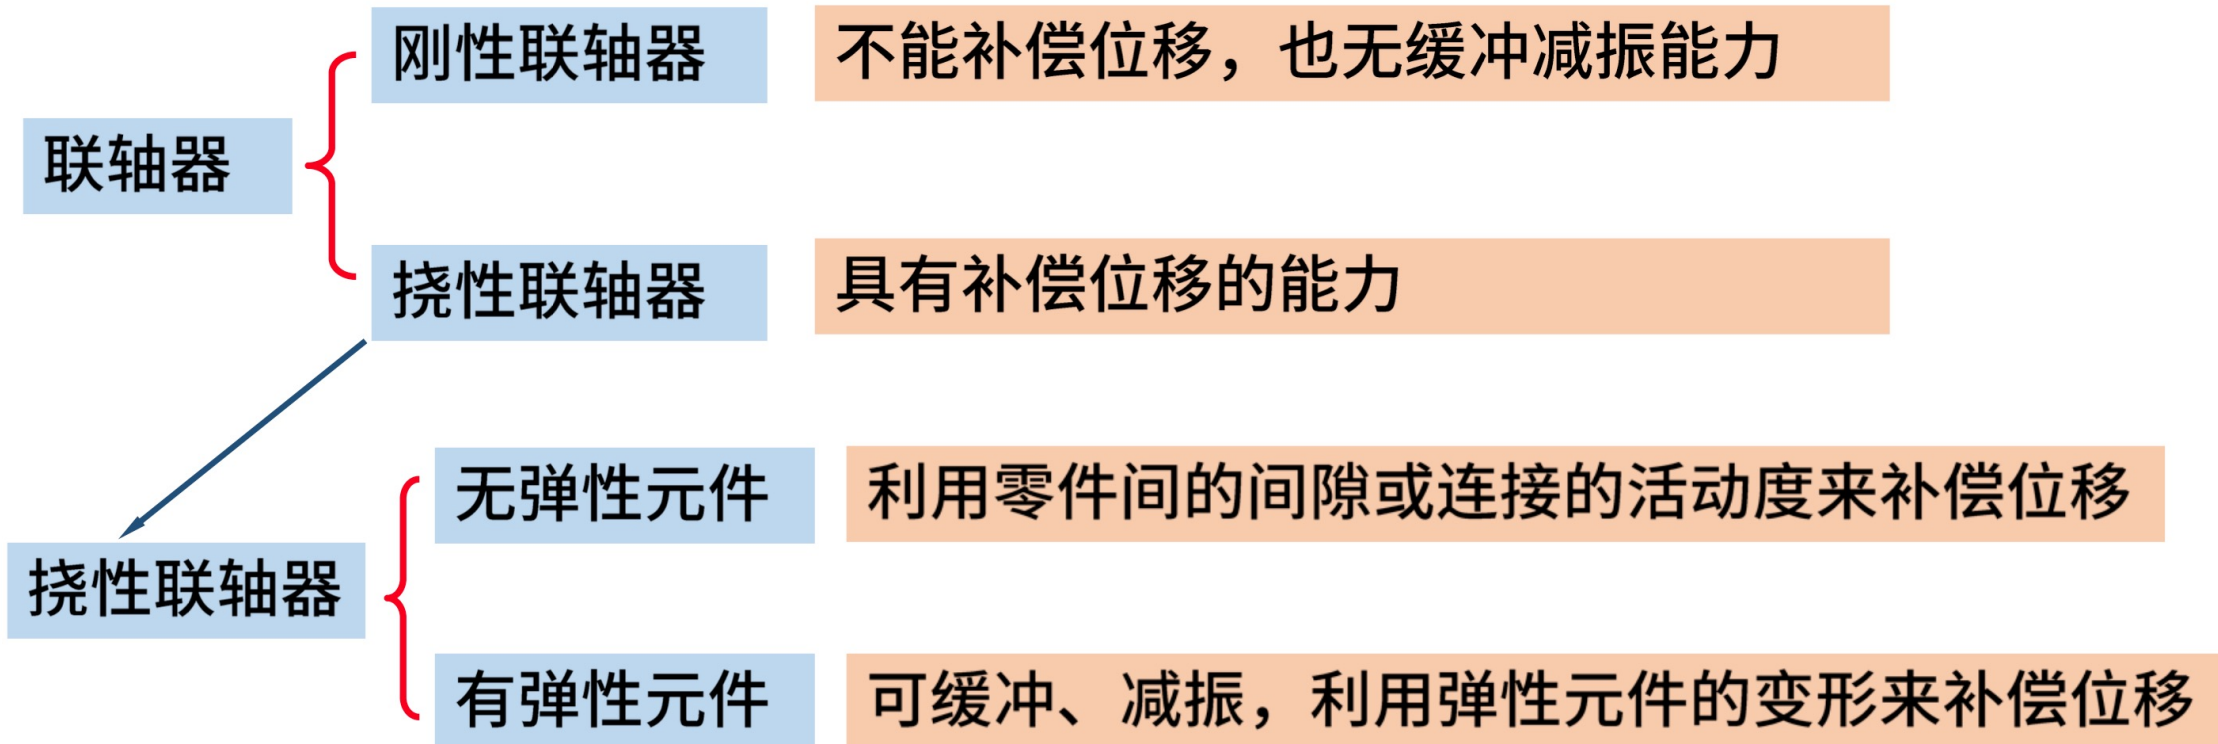 刚性联轴器
不能补偿位移，也无缓冲减振能力
联轴器
挠性联轴器
具有补偿位移的能力
无弹性元件
利用零件间的间隙或连接的活动度来补偿位移
挠性联轴器
有弹性元件
可缓冲、减振，利用弹性元件的变形来补偿位移